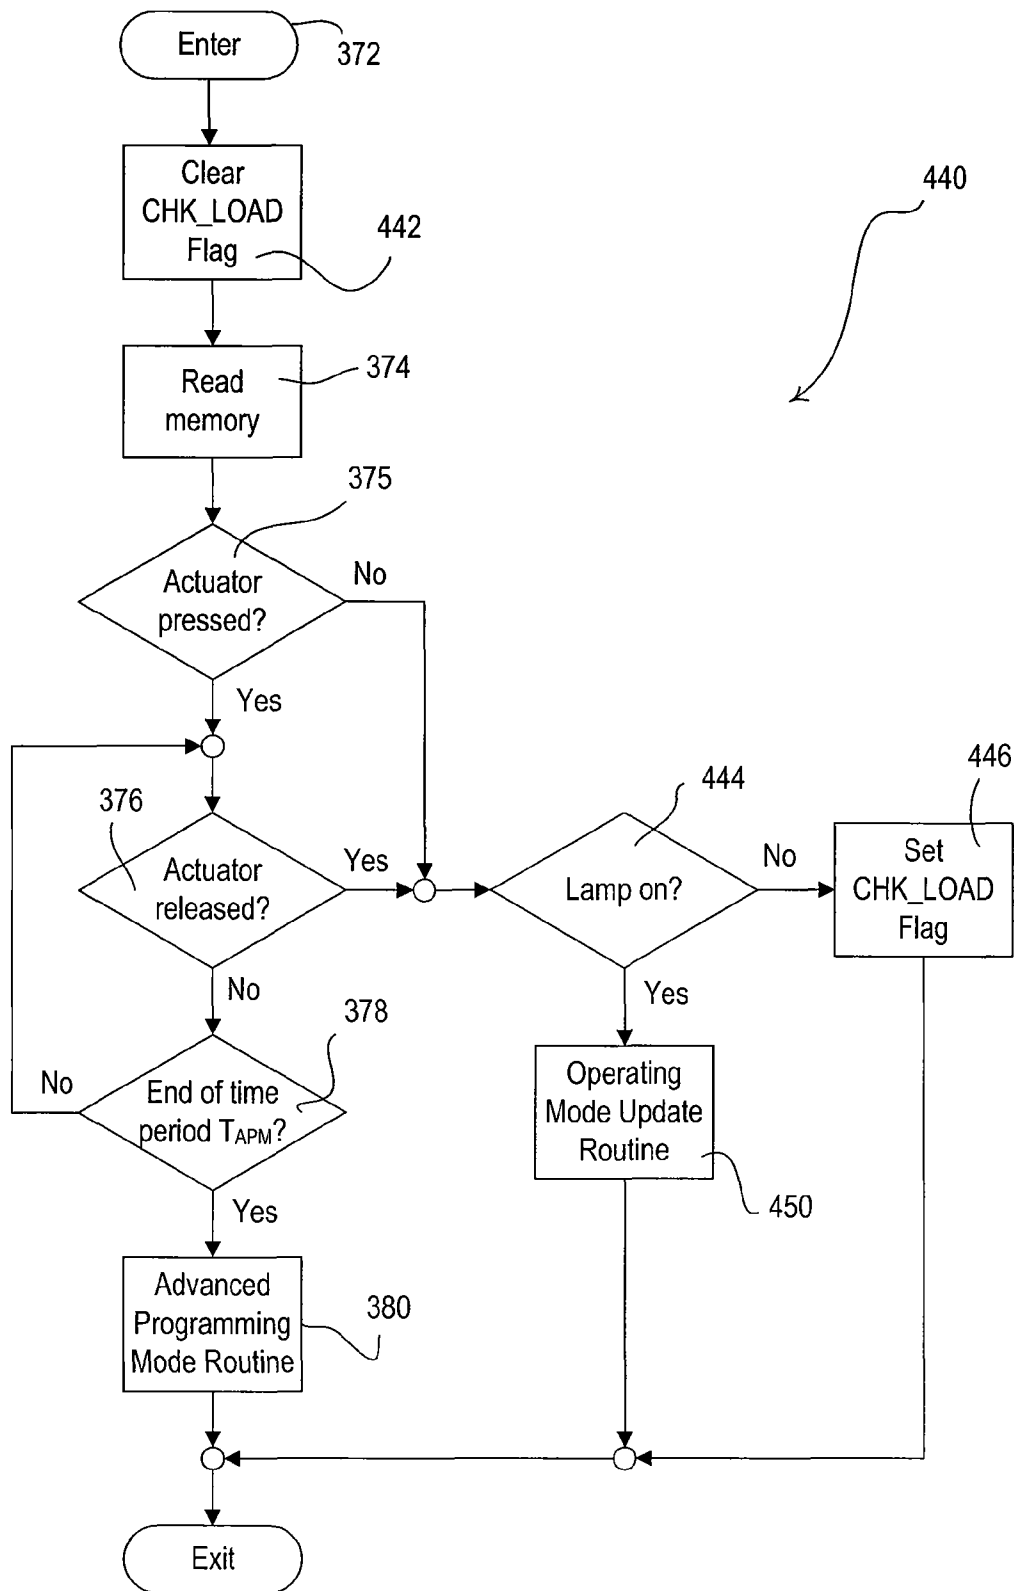 Enter
372
Clear
CHK_LOAD
Flag
442
440
Read
memory
374
375
Actuator
pressed?
No
Yes
376
Actuator
released?
Yes
444
Lamp on?
No
446
Set
CHK_LOAD
Flag
No
Yes
378
No
End of time
period TAPM?
Operating
Mode Update
Routine
450
Yes
Advanced
Programming
Mode Routine
380
Exit